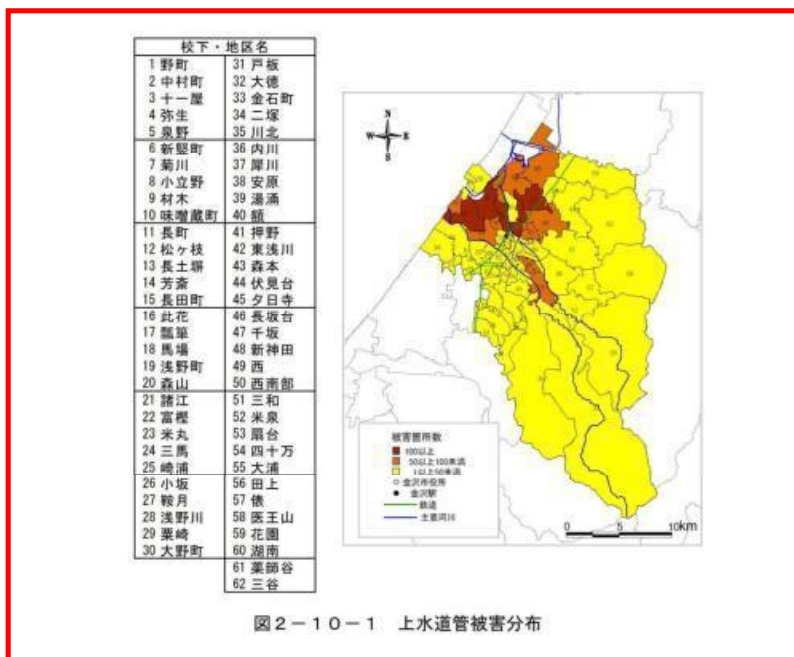 校下・地区名
1 野町 31 戸板
2 中村町 32 大徳
3 十一屋 33 金石町
4 弥生 34 二塚
5 泉野 35 川北
6 新竪町 36 内川
7 菊川 37 犀川
8 小立野 38 安原
9 材木 39 湯涌
10 味噌蔵町 40 額
11 長町 41 押野
12 松ヶ枝 42 東浅川
13 長土塀 43 森本
14 芳斎 44 伏見台
15 長田町 45 夕日寺
16 此花 46 長坂台
17 瓢箪 47 千坂
18 馬場 48 新神田
19 浅野町 49 西
20 森山 50 西南部
21 諸江 51 三和
22 富樫 52 米泉
23 米丸 53 扇台
24 三馬 54 四十万
25 崎浦 55 大浦
26 小坂 56 田上
27 鞍月 57 俵
28 浅野川 58 医王山
29 粟崎 59 花園
30 大野町 60 湖南
61 薬師谷
62 三谷
N
W E
S
被害箇所数
100以上
50以上100未満
1以上50未満
金沢市役所
金沢駅
鉄道
主要河川
0 5 10km
図2-10-1 上水道管被害分布